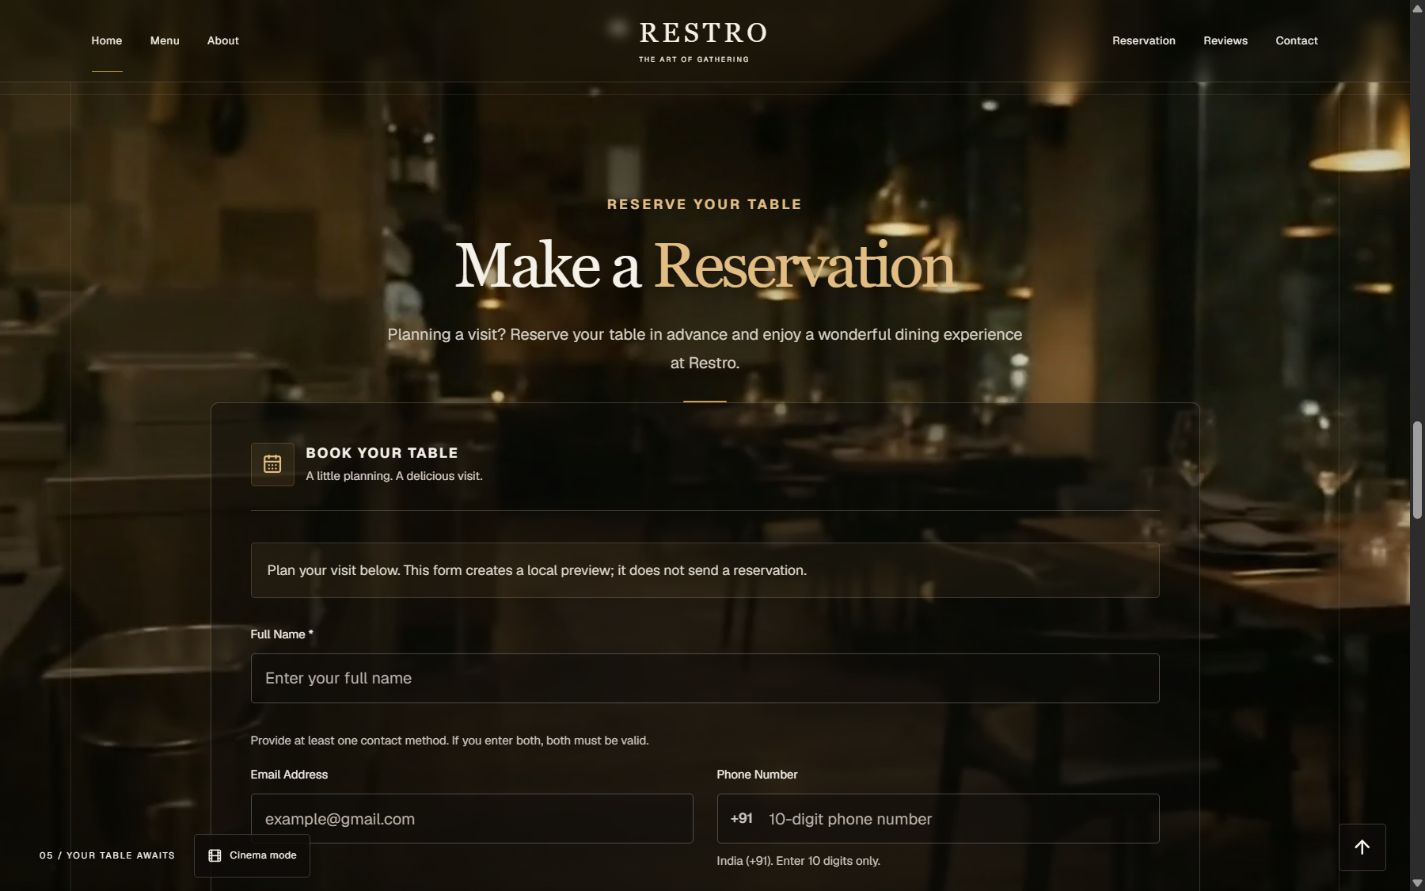 Home
Menu
About
RESTRO
THE ART OF GATHERING
Reservation
Reviews
Contact
RESERVE YOUR TABLE
Make a Reservation
Planning a visit? Reserve your table in advance and enjoy a wonderful dining experience
at Restro.
BOOK YOUR TABLE
A little planning. A delicious visit.
Plan your visit below. This form creates a local preview; it does not send a reservation.
Full Name *
Enter your full name
Provide at least one contact method. If you enter both, both must be valid.
Email Address
example@gmail.com
Phone Number
+91 10-digit phone number
India (+91). Enter 10 digits only.
05 / YOUR TABLE AWAITS
Cinema mode